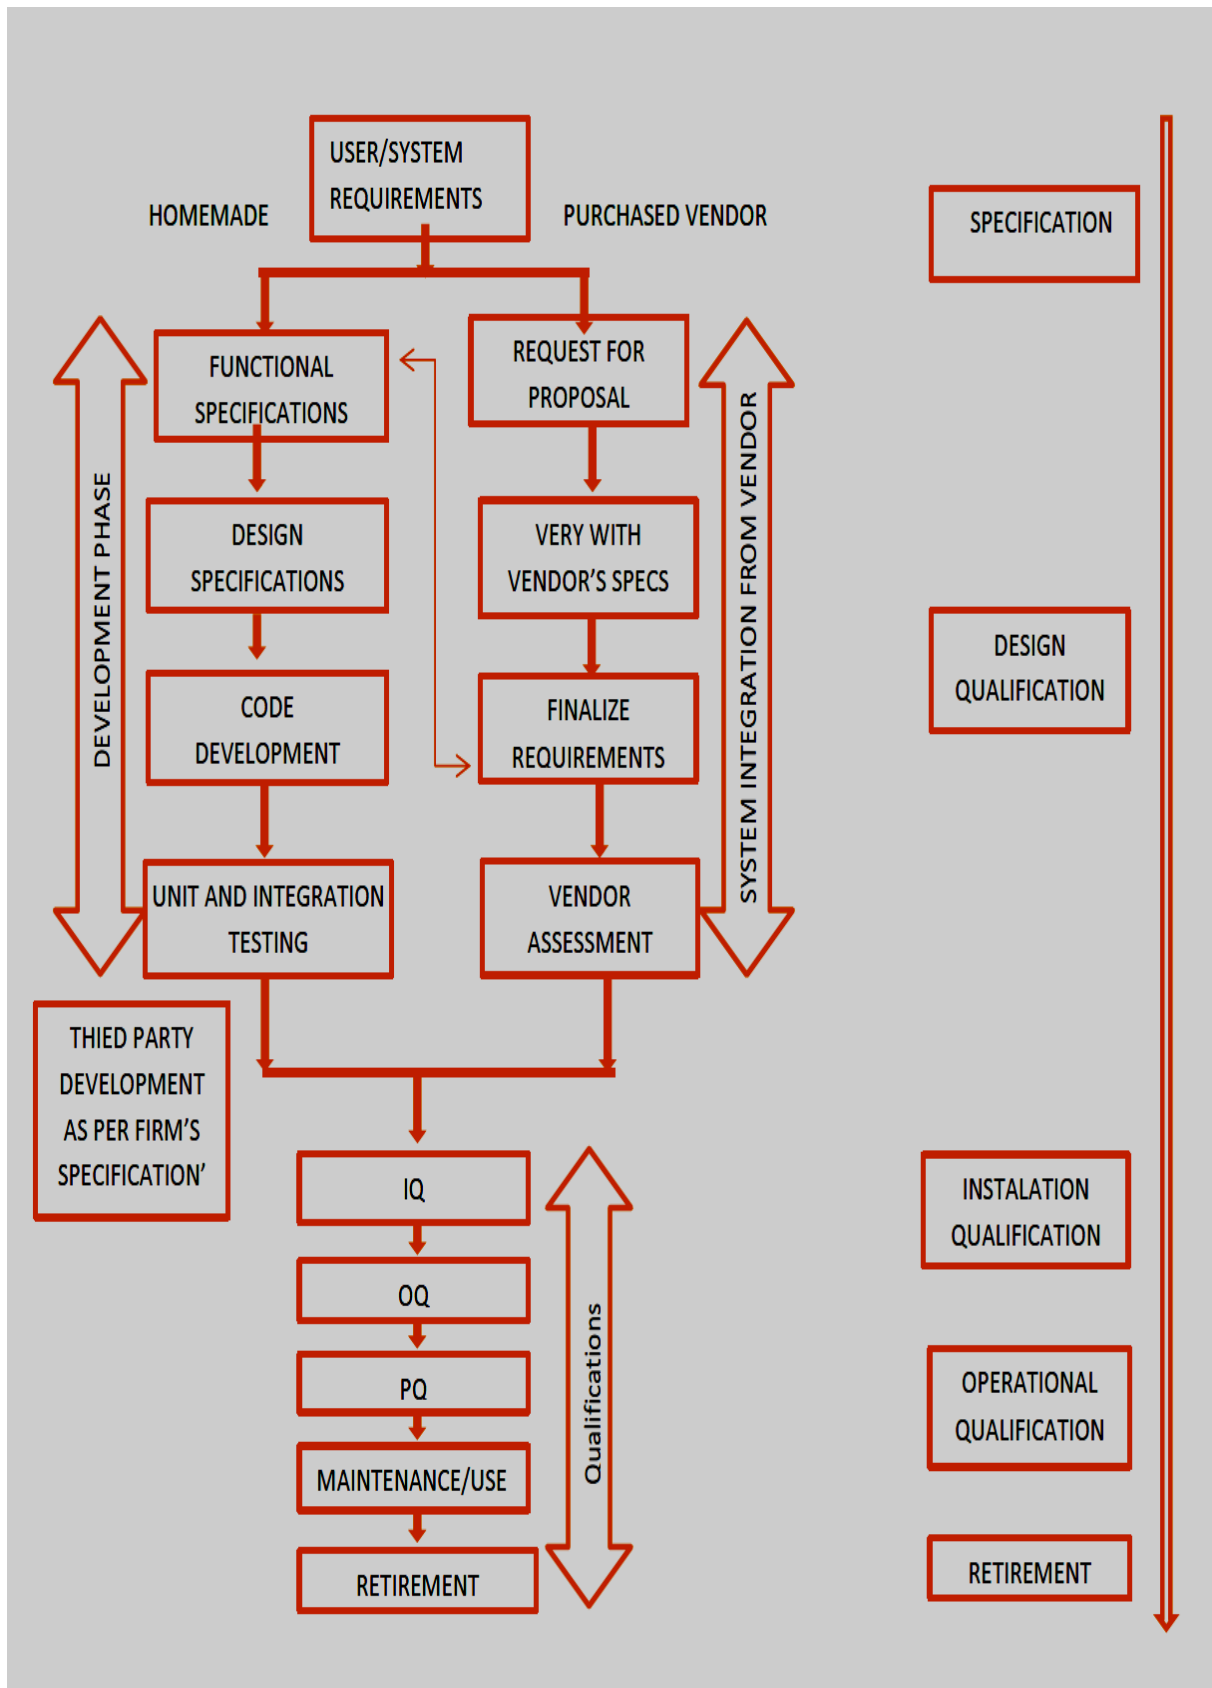 USER/SYSTEM
REQUIREMENTS
HOMEMADE
PURCHASED VENDOR
SPECIFICATION
FUNCTIONAL
SPECIFICATIONS
REQUEST FOR
PROPOSAL
DEVELOPMENT PHASE
SYSTEM INTEGRATION FROM VENDOR
DESIGN
SPECIFICATIONS
VERY WITH
VENDOR’S SPECS
DESIGN
QUALIFICATION
CODE
DEVELOPMENT
FINALIZE
REQUIREMENTS
UNIT AND INTEGRATION
TESTING
VENDOR
ASSESSMENT
THIED PARTY
DEVELOPMENT
AS PER FIRM’S
SPECIFICATION’
IQ
INSTALATION
QUALIFICATION
OQ
Qualifications
PQ
OPERATIONAL
QUALIFICATION
MAINTENANCE/USE
RETIREMENT
RETIREMENT